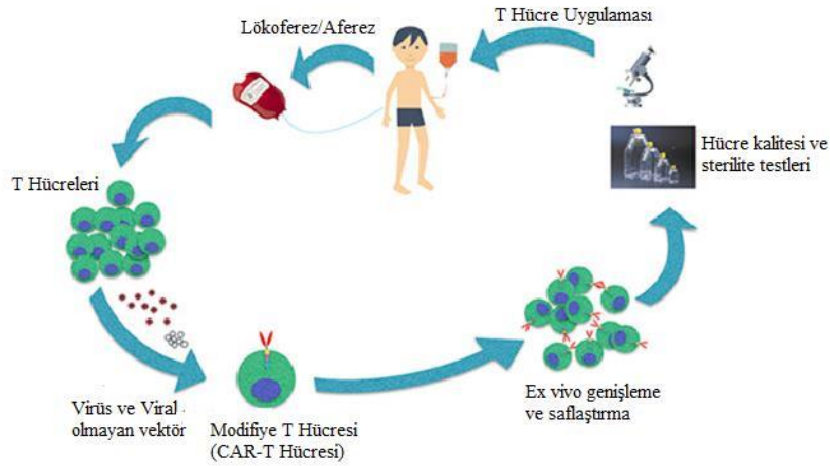 T Hücre Uygulaması
Lökoferez/Aferez
Hücre kalitesi ve
sterilite testleri
T Hücreleri
Ex vivo genişleme
ve saflaştırma
Virüs ve Viral
olmayan vektör
Modifiye T Hücresi
(CAR-T Hücresi)